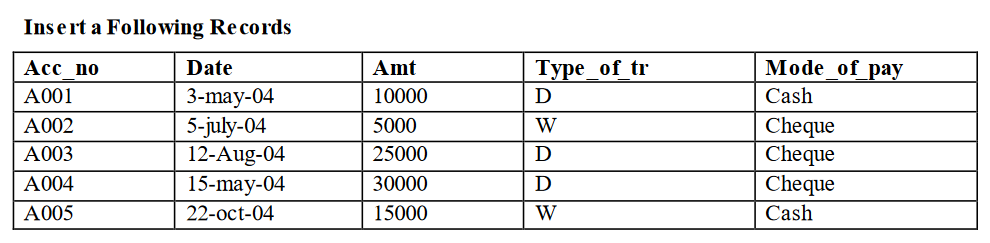 Insert a Following Records
Acc_no Date Amt Type_of_tr Mode_of_pay
A001 3-may-04 10000 D Cash
A002 5-july-04 5000 W Cheque
A003 12-Aug-04 25000 D Cheque
A004 15-may-04 30000 D Cheque
A005 22-oct-04 15000 W Cash